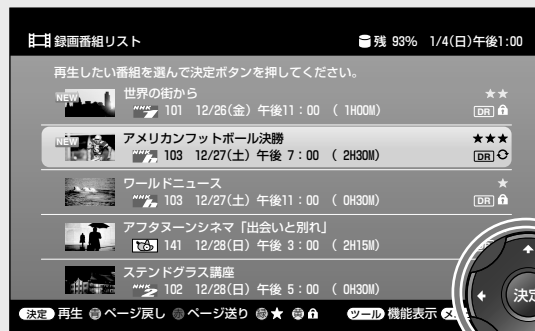 録画番組リスト 残 93% 1/4(日)午後1:00
再生したい番組を選んで決定ボタンを押してください。
NEW 世界の街から ★★
NHK 101 12/26(金) 午後11:00 ( 1H00M) DR
NEW アメリカンフットボール決勝 ★★★
NHK h 103 12/27(土) 午後 7:00 ( 2H30M) DR
ワールドニュース ★
NHK h 103 12/27(土) 午後11:00 ( 0H30M) DR
アフタヌーンシネマ「出会いと別れ」
141 12/28(日) 午後 3:00 ( 2H15M)
ステンドグラス講座
NHK 2 102 12/28(日) 午後 5:00 ( 0H30M)
決定 再生 ページ戻し ページ送り ★ ツール 機能表示
決定